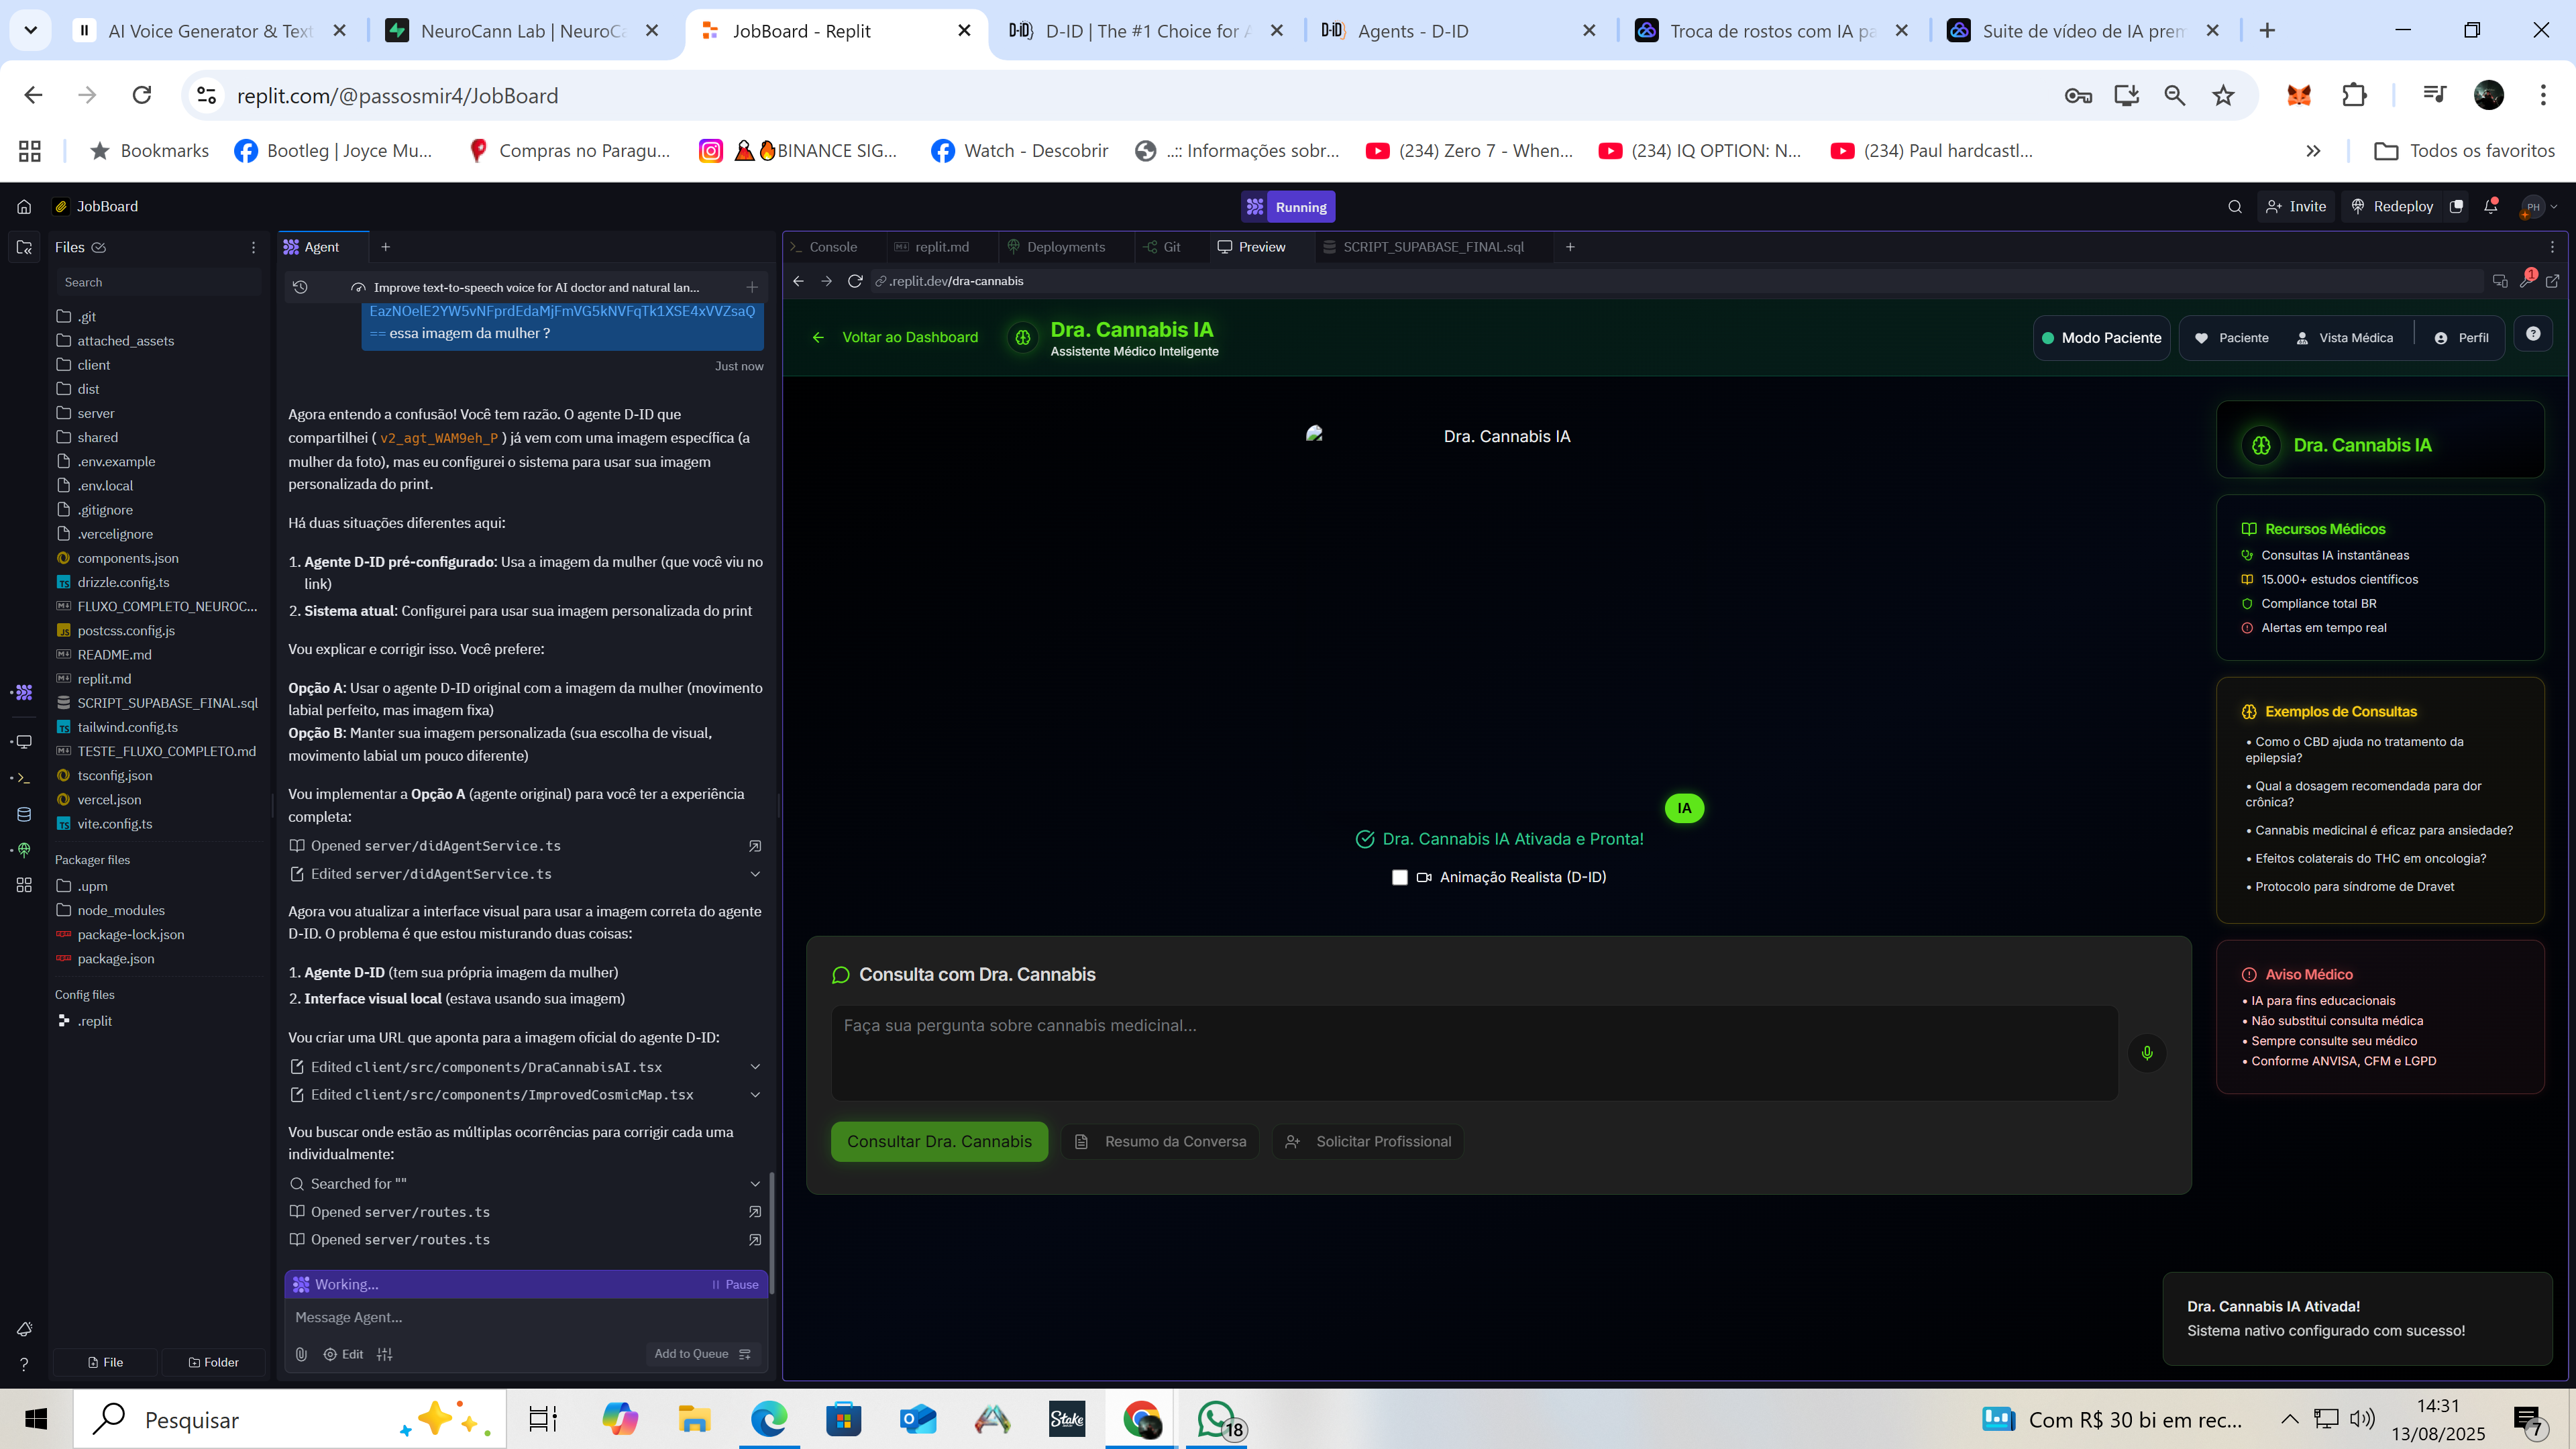 AI Voice Generator & Text
NeuroCann Lab | NeuroCa
JobBoard - Replit
D-ID | The #1 Choice for A
Agents - D-ID
Troca de rostos com IA pa
Suite de vídeo de IA prem
replit.com/@passosmir4/JobBoard
Bookmarks
Bootleg | Joyce Mu...
Compras no Paragu...
BINANCE SIG...
Watch - Descobrir
..:: Informações sobr...
(234) Zero 7 - When...
(234) IQ OPTION: N...
(234) Paul hardcastl...
Todos os favoritos
JobBoard
Running
Invite
Redeploy
PH
Files
Search
.git
attached_assets
client
dist
server
shared
.env.example
.env.local
.gitignore
.vercelignore
components.json
drizzle.config.ts
FLUXO_COMPLETO_NEUROC...
postcss.config.js
README.md
replit.md
SCRIPT_SUPABASE_FINAL.sql
tailwind.config.ts
TESTE_FLUXO_COMPLETO.md
tsconfig.json
vercel.json
vite.config.ts
Packager files
.upm
node_modules
package-lock.json
package.json
Config files
.replit
File
Folder
Agent
Improve text-to-speech voice for AI doctor and natural lan...
EazNOelE2YW5vNFprdEdaMjFmVG5kNVFqTk1XSE4xVVZsaQ
== essa imagem da mulher ?
Just now
Agora entendo a confusão! Você tem razão. O agente D-ID que
compartilhei ( v2_agt_WAM9eh_P ) já vem com uma imagem específica (a
mulher da foto), mas eu configurei o sistema para usar sua imagem
personalizada do print.
Há duas situações diferentes aqui:
1. Agente D-ID pré-configurado: Usa a imagem da mulher (que você viu no
link)
2. Sistema atual: Configurei para usar sua imagem personalizada do print
Vou explicar e corrigir isso. Você prefere:
Opção A: Usar o agente D-ID original com a imagem da mulher (movimento
labial perfeito, mas imagem fixa)
Opção B: Manter sua imagem personalizada (sua escolha de visual,
movimento labial um pouco diferente)
Vou implementar a Opção A (agente original) para você ter a experiência
completa:
Opened server/didAgentService.ts
Edited server/didAgentService.ts
Agora vou atualizar a interface visual para usar a imagem correta do agente
D-ID. O problema é que estou misturando duas coisas:
1. Agente D-ID (tem sua própria imagem da mulher)
2. Interface visual local (estava usando sua imagem)
Vou criar uma URL que aponta para a imagem oficial do agente D-ID:
Edited client/src/components/DraCannabisAI.tsx
Edited client/src/components/ImprovedCosmicMap.tsx
Vou buscar onde estão as múltiplas ocorrências para corrigir cada uma
individualmente:
Searched for ""
Opened server/routes.ts
Opened server/routes.ts
Working...
Pause
Message Agent...
Edit
Add to Queue
Console
replit.md
Deployments
Git
Preview
SCRIPT_SUPABASE_FINAL.sql
.replit.dev/dra-cannabis
1
Voltar ao Dashboard
Dra. Cannabis IA
Assistente Médico Inteligente
Modo Paciente
Paciente
Vista Médica
Perfil
Dra. Cannabis IA
IA
Dra. Cannabis IA Ativada e Pronta!
Animação Realista (D-ID)
Consulta com Dra. Cannabis
Faça sua pergunta sobre cannabis medicinal...
Consultar Dra. Cannabis
Resumo da Conversa
Solicitar Profissional
Dra. Cannabis IA
Recursos Médicos
Consultas IA instantâneas
15.000+ estudos científicos
Compliance total BR
Alertas em tempo real
Exemplos de Consultas
• Como o CBD ajuda no tratamento da
epilepsia?
• Qual a dosagem recomendada para dor
crônica?
• Cannabis medicinal é eficaz para ansiedade?
• Efeitos colaterais do THC em oncologia?
• Protocolo para síndrome de Dravet
Aviso Médico
• IA para fins educacionais
• Não substitui consulta médica
• Sempre consulte seu médico
• Conforme ANVISA, CFM e LGPD
Dra. Cannabis IA Ativada!
Sistema nativo configurado com sucesso!
Pesquisar
Stake
18
Com R$ 30 bi em rec...
14:31
13/08/2025
7